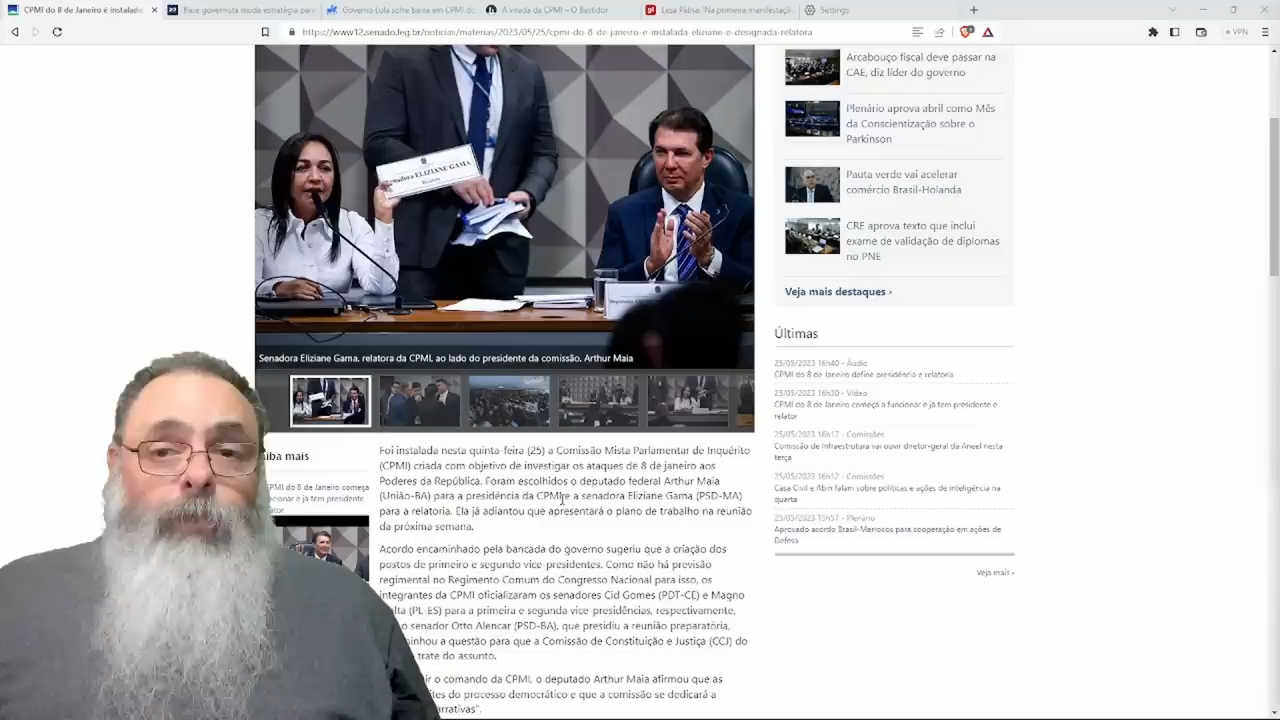 CPMI do 8 de Janeiro é instalada,
Base governista muda estratégia para
Governo Lula sofre baixa em CPMI do
A virada da CPMI – O Bastidor
Lesa Pátria: "Na primeira manifestação
Settings
https://www12.senado.leg.br/noticias/materias/2023/05/25/cpmi-do-8-de-janeiro-e-instalada-eliziane-e-designada-relatora
VPN
Senadora ELIZIANE GAMA
Senadora Eliziane Gama, relatora da CPMI, ao lado do presidente da comissão, Arthur Maia
iba mais
CPMI do 8 de Janeiro começa
cionar e já tem presidente
ator
Foi instalada nesta quinta-feira (25) a Comissão Mista Parlamentar de Inquérito
(CPMI) criada com objetivo de investigar os ataques de 8 de janeiro aos
Poderes da República. Foram escolhidos o deputado federal Arthur Maia
(União-BA) para a presidência da CPMI e a senadora Eliziane Gama (PSD-MA)
para a relatoria. Ela já adiantou que apresentará o plano de trabalho na reunião
da próxima semana.
Acordo encaminhado pela bancada do governo sugeriu que a criação dos
postos de primeiro e segundo vice-presidentes. Como não há previsão
regimental no Regimento Comum do Congresso Nacional para isso, os
integrantes da CPMI oficializaram os senadores Cid Gomes (PDT-CE) e Magno
alta (PL-ES) para a primeira e segunda vice-presidências, respectivamente,
o senador Otto Alencar (PSD-BA), que presidiu a reunião preparatória,
inhou a questão para que a Comissão de Constituição e Justiça (CCJ) do
trate do assunto.
ir o comando da CPMI, o deputado Arthur Maia afirmou que as
ites do processo democrático e que a comissão se dedicará a
arrativas".
Arcabouço fiscal deve passar na
CAE, diz líder do governo
Plenário aprova abril como Mês
da Conscientização sobre o
Parkinson
Pauta verde vai acelerar
comércio Brasil-Holanda
CRE aprova texto que inclui
exame de validação de diplomas
no PNE
Veja mais destaques ›
Últimas
25/05/2023 16h40 - Áudio
CPMI do 8 de Janeiro define presidência e relatoria
25/05/2023 16h30 - Vídeo
CPMI do 8 de Janeiro começa a funcionar e já tem presidente e
relator
25/05/2023 16h17 - Comissões
Comissão de Infraestrutura vai ouvir diretor-geral da Aneel nesta
terça
25/05/2023 16h12 - Comissões
Casa Civil e Abin falam sobre políticas e ações de inteligência na
quarta
25/05/2023 15h57 - Plenário
Aprovado acordo Brasil-Marrocos para cooperação em ações de
Defesa
Veja mais ›